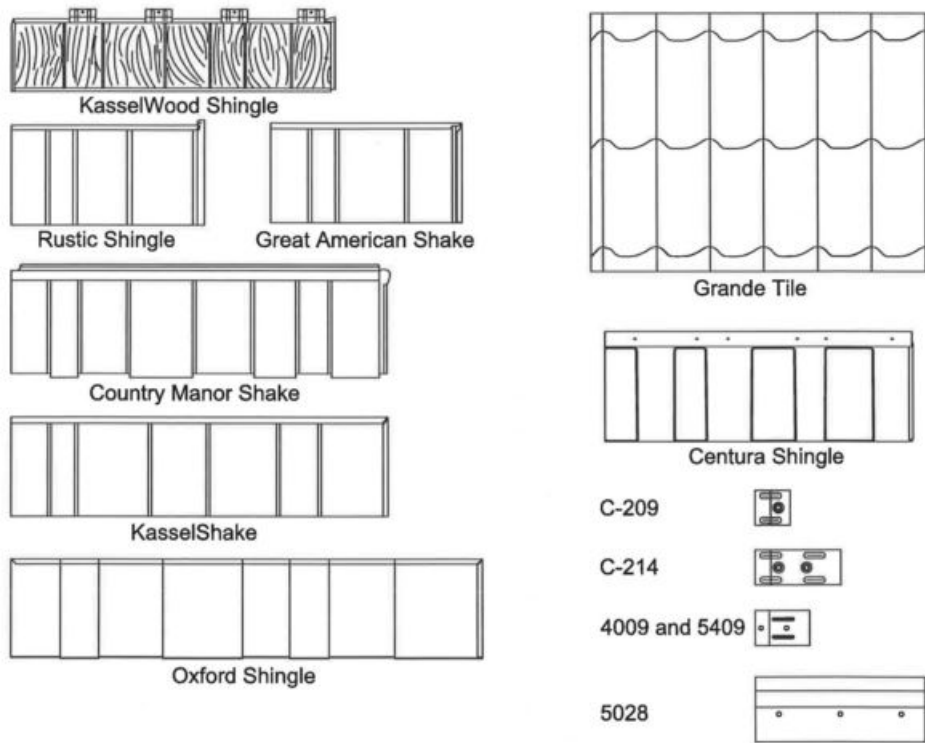 KasselWood Shingle
Rustic Shingle
Great American Shake
Country Manor Shake
KasselShake
Oxford Shingle
Grande Tile
Centura Shingle
C-209
C-214
4009 and 5409
5028